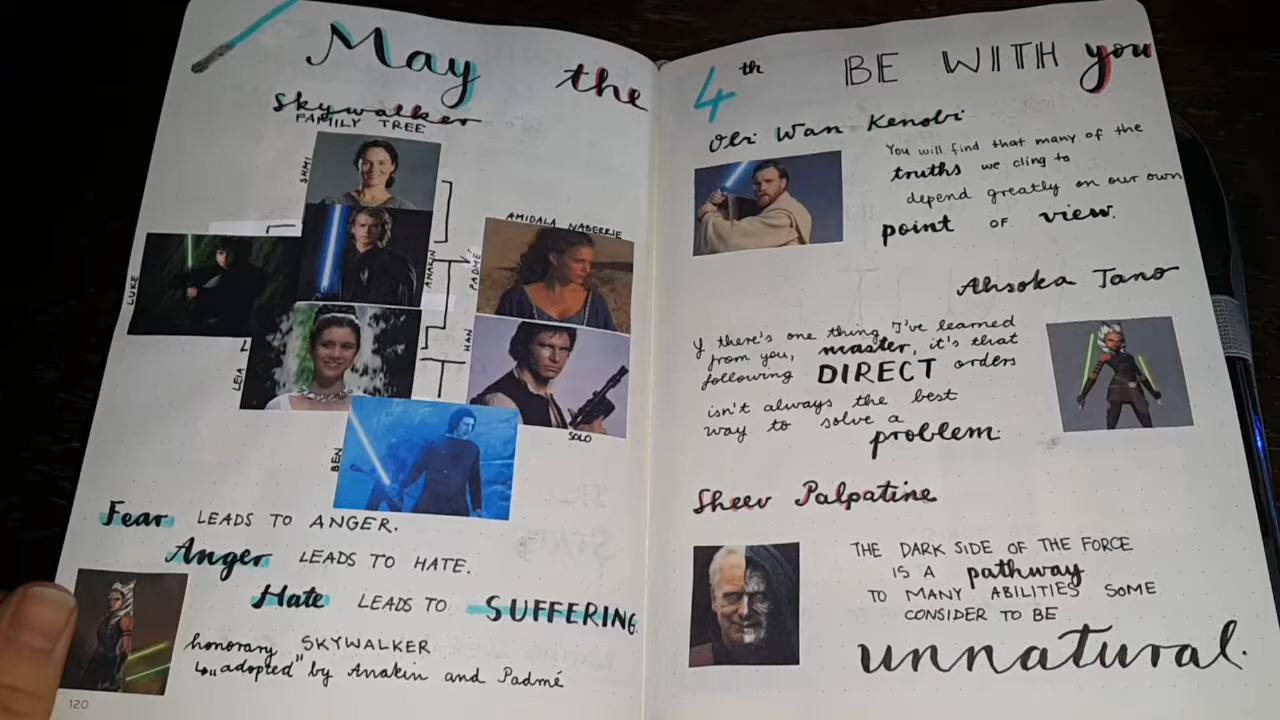 May the
Skywalker
FAMILY TREE
SHMI
ANAKIN
AMIDALA NABERRIE
PADMÉ
LUKE
LEIA
HAN
SOLO
BEN
Fear LEADS TO ANGER.
Anger LEADS TO HATE.
Hate LEADS TO SUFFERING.
honorary SKYWALKER
↳ „adopted" by Anakin and Padmé
120
4th BE WITH you
Obi Wan Kenobi
You will find that many of the
truths we cling to
depend greatly on our own
point OF view.
Ahsoka Tano
If there's one thing I've learned
from you, master, it's that
following DIRECT orders
isn't always the best
way to solve a
problem.
Sheev Palpatine
THE DARK SIDE OF THE FORCE
IS A pathway
TO MANY ABILITIES SOME
CONSIDER TO BE
unnatural.